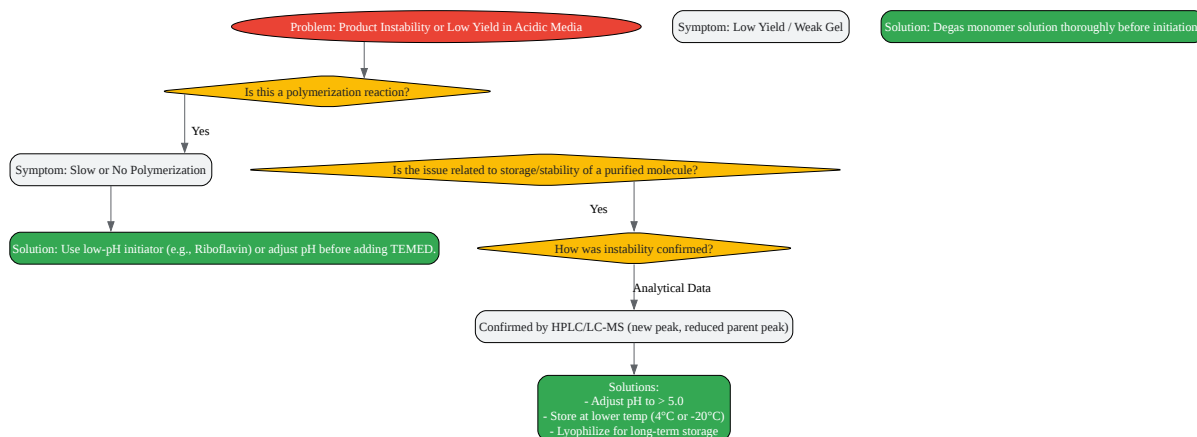 Problem: Product Instability or Low Yield in Acidic Media
Symptom: Low Yield / Weak Gel
Solution: Degas monomer solution thoroughly before initiation.
Is this a polymerization reaction?
Yes
Symptom: Slow or No Polymerization
Is the issue related to storage/stability of a purified molecule?
Solution: Use low-pH initiator (e.g., Riboflavin) or adjust pH before adding TEMED.
Yes
How was instability confirmed?
Analytical Data
Confirmed by HPLC/LC-MS (new peak, reduced parent peak)
Solutions:
- Adjust pH to > 5.0
- Store at lower temp (4°C or -20°C)
- Lyophilize for long-term storage